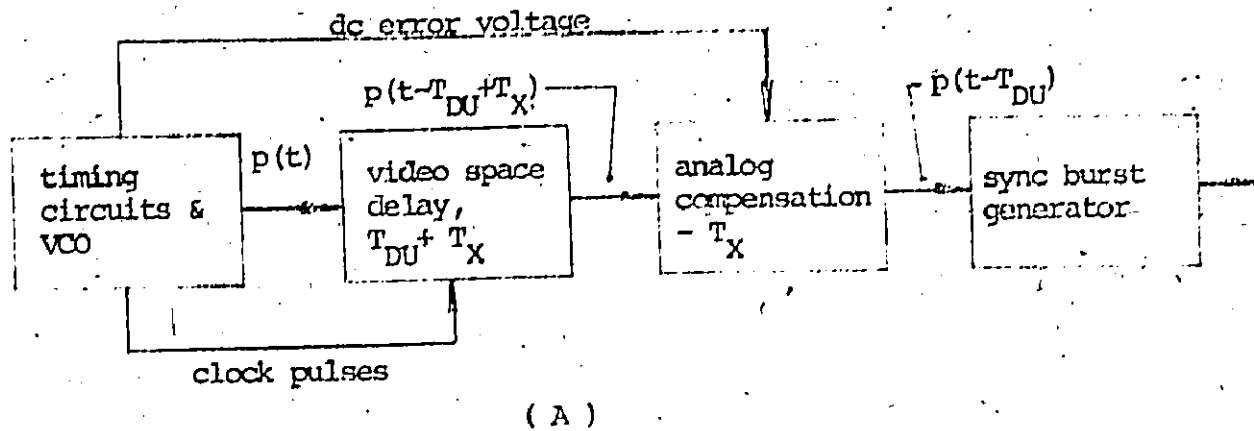 dc error voltage
p(t-T_DU+T_X)
p(t-T_DU)
p(t)
timing
circuits &
VCO
video space
delay,
T_DU+ T_X
analog
compensation
- T_X
sync burst
generator
clock pulses
( A )